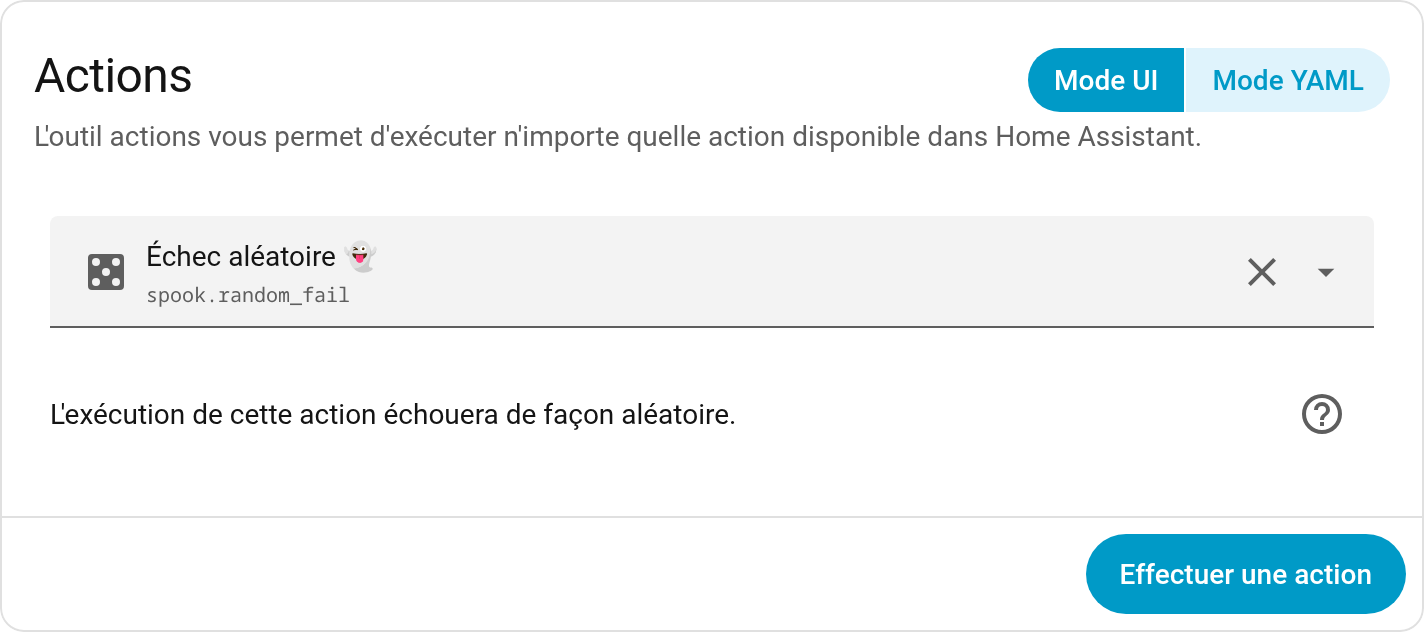 Actions
Mode UI
Mode YAML
L'outil actions vous permet d'exécuter n'importe quelle action disponible dans Home Assistant.
Échec aléatoire 👻
spook.random_fail
L'exécution de cette action échouera de façon aléatoire.
Effectuer une action